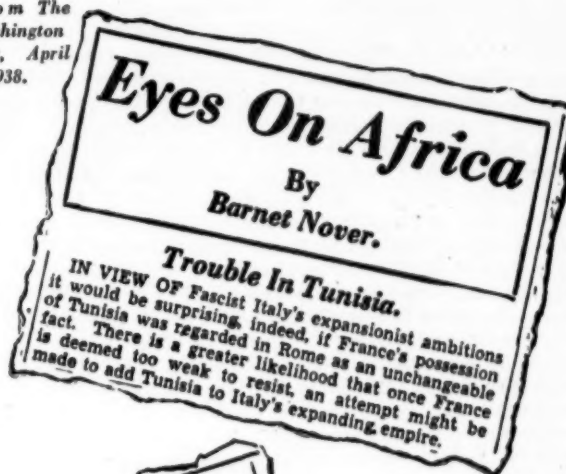 om The
hington
, April
938.
Eyes On Africa
By
Barnet Nover.
Trouble In Tunisia.
IN VIEW OF Fascist Italy's expansionist ambitions
it would be surprising, indeed, if France's possession
of Tunisia was regarded in Rome as an unchangeable
fact. There is a greater likelihood that once France
is deemed too weak to resist, an attempt might be
made to add Tunisia to Italy's expanding empire.